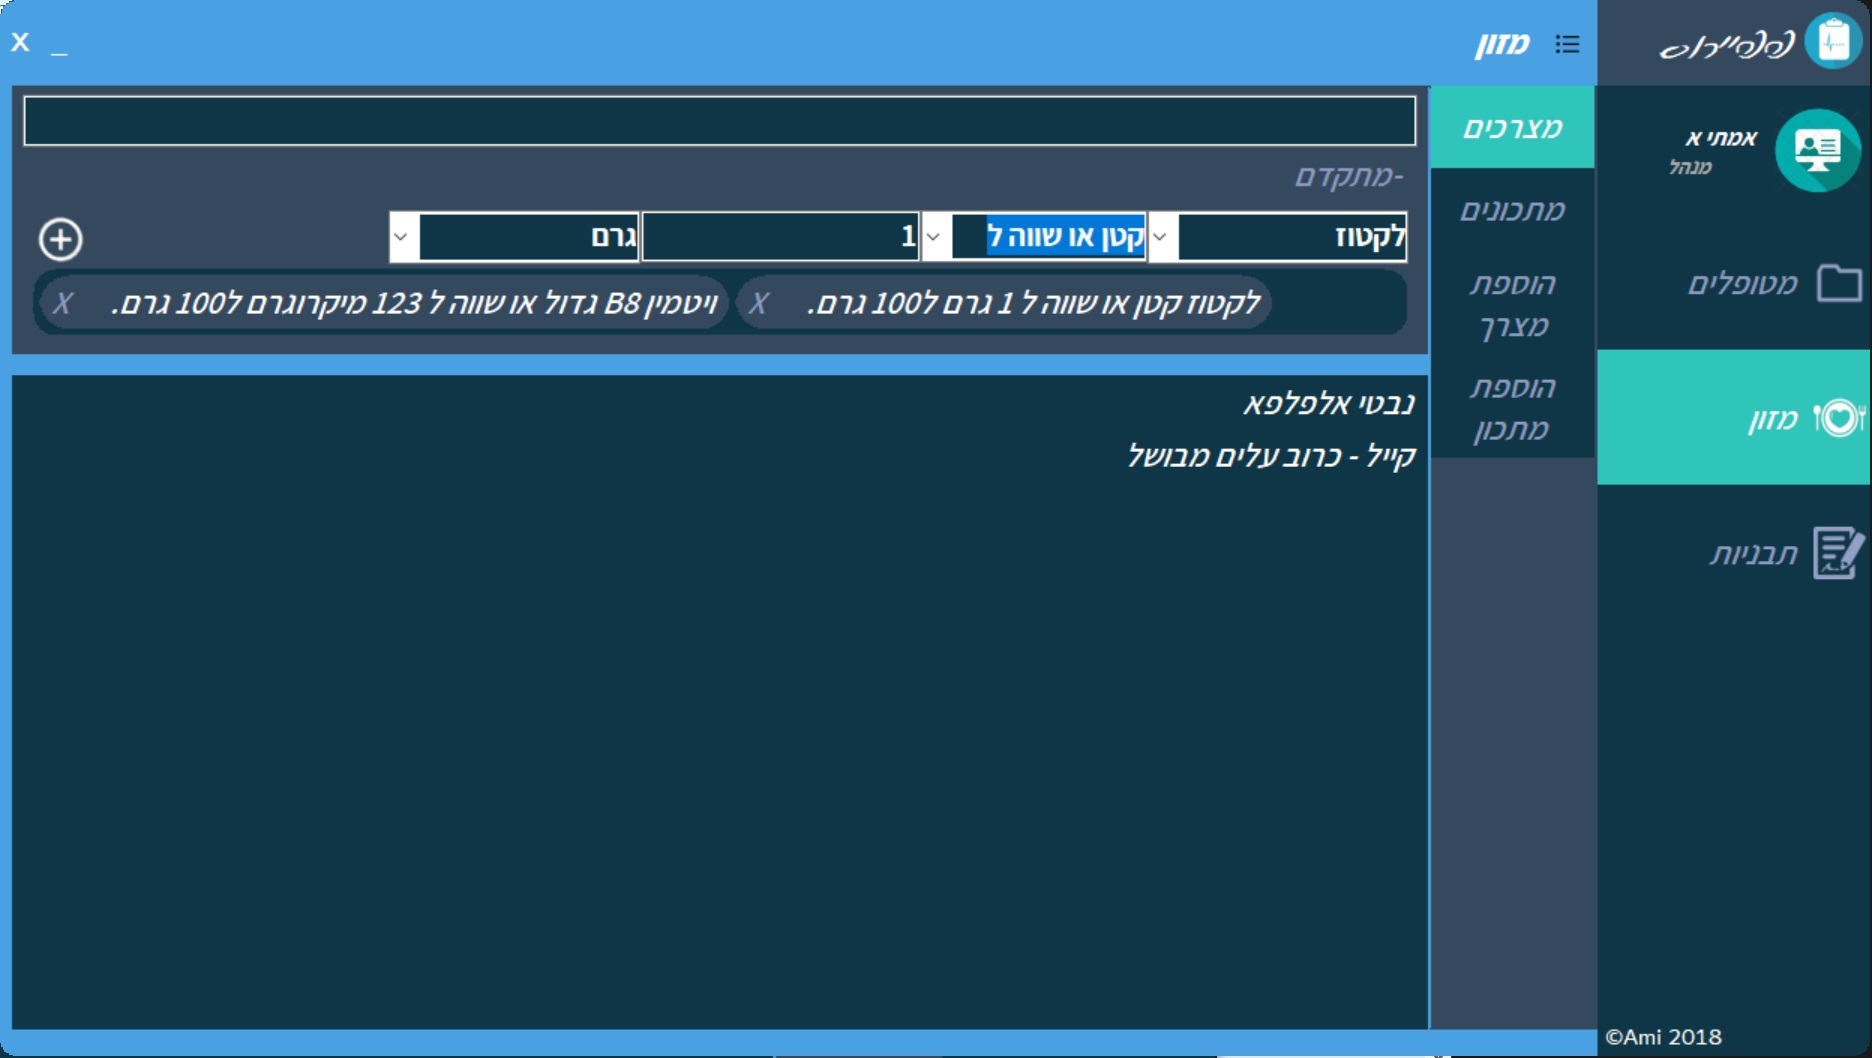 פפיירוס
אמתי א
מנהל
מטופלים
מזון
תבניות
©Ami 2018
מזון
_ X
מצרכים
מתכונים
הוספת
מצרך
הוספת
מתכון
-מתקדם
לקטוז קטן או שווה ל 1 גרם
לקטוז קטן או שווה ל 1 גרם ל100 גרם. X ויטמין B8 גדול או שווה ל 123 מיקרוגרם ל100 גרם. X
נבטי אלפלפא
קייל - כרוב עלים מבושל